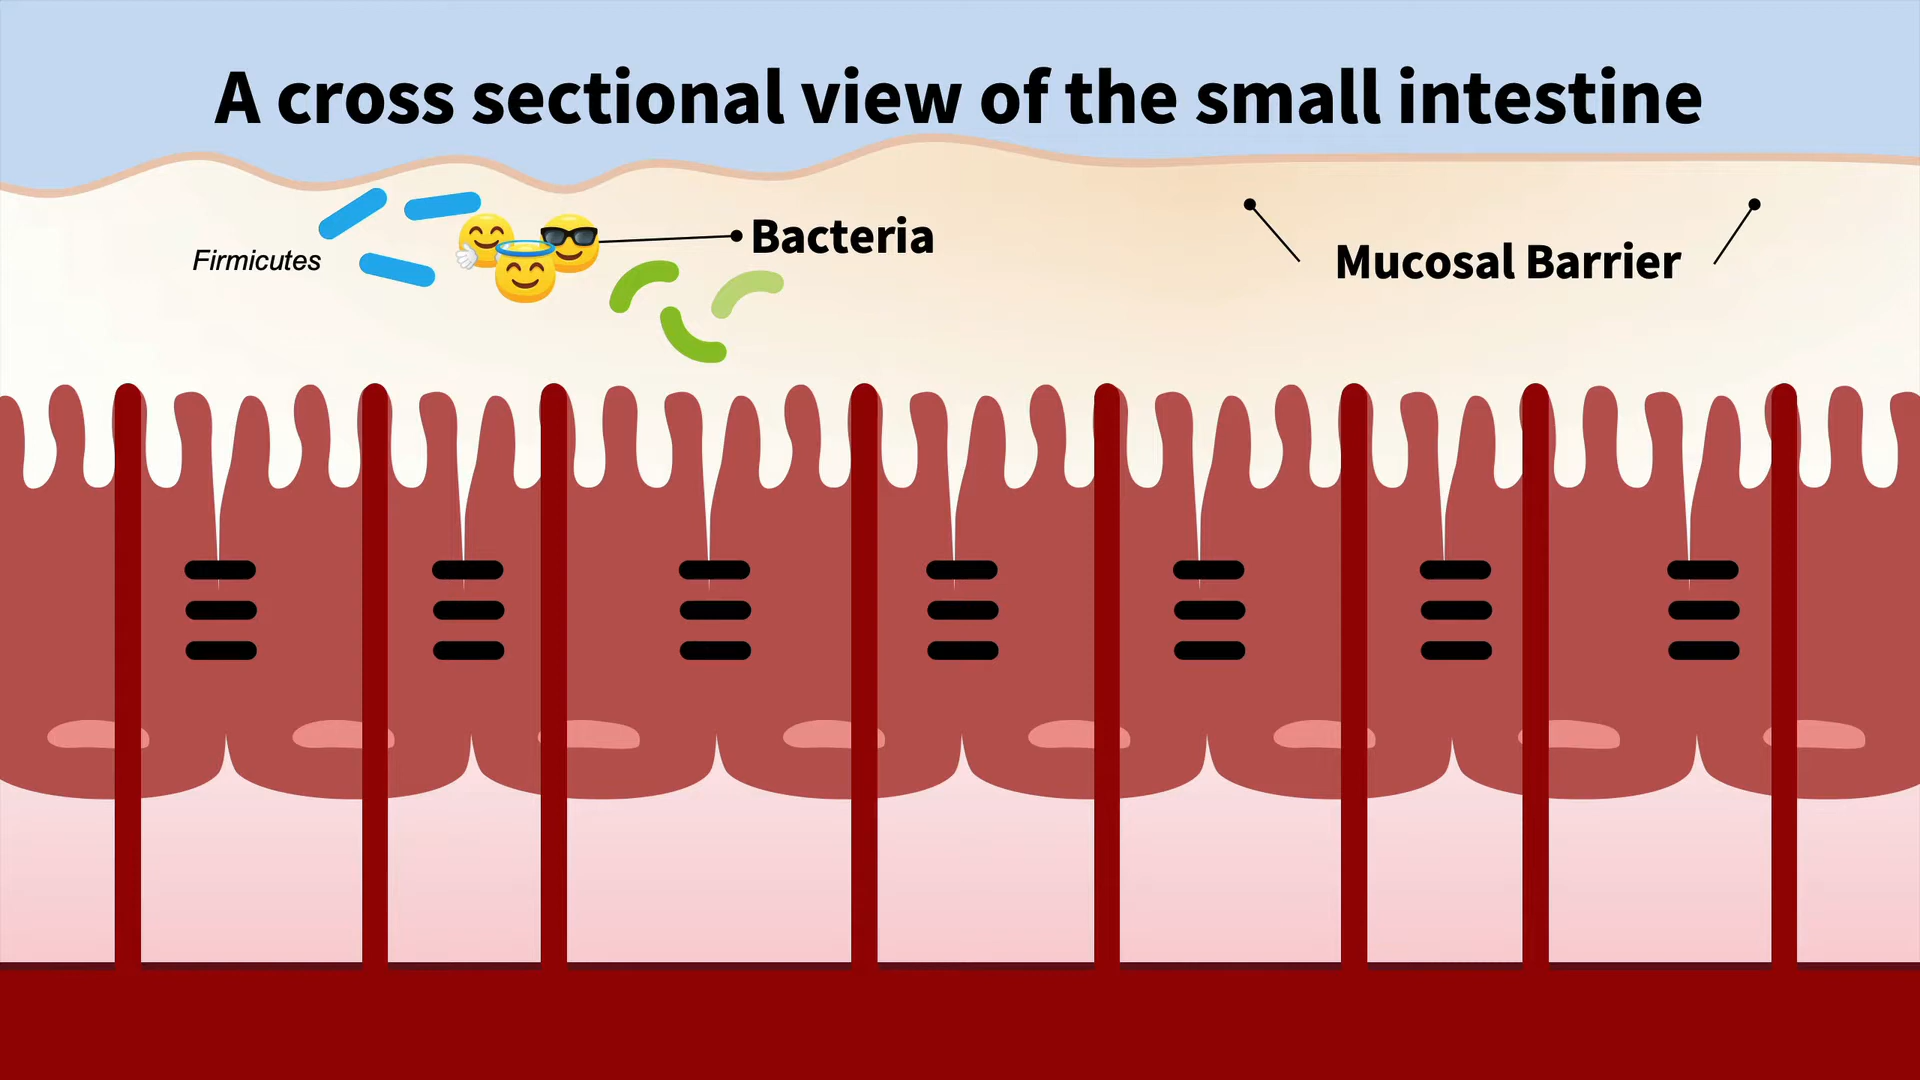 A cross sectional view of the small intestine
Bacteria
Mucosal Barrier
Firmicutes